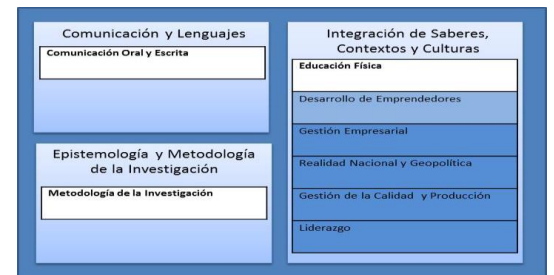 Comunicación y Lenguajes
Comunicación Oral y Escrita
Epistemología y Metodología
de la Investigación
Metodología de la Investigación
Integración de Saberes,
Contextos y Culturas
Educación Física
Desarrollo de Emprendedores
Gestión Empresarial
Realidad Nacional y Geopolítica
Gestión de la Calidad y Producción
Liderazgo